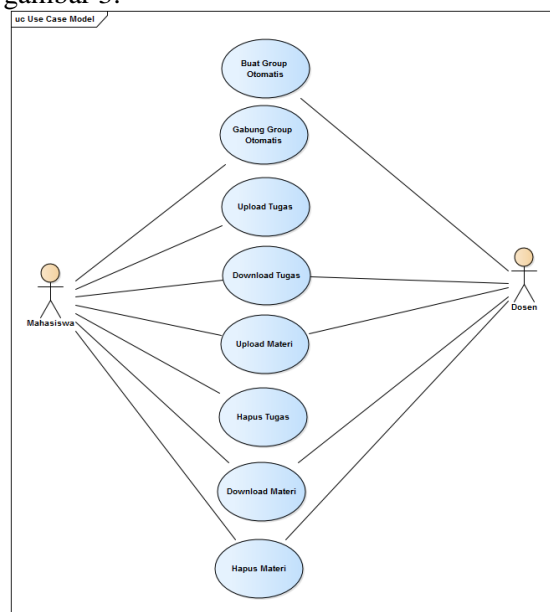 gambar 3.
uc Use Case Model
Buat Group
Otomatis
Gabung Group
Otomatis
Upload Tugas
Download Tugas
Mahasiswa
Dosen
Upload Materi
Hapus Tugas
Download Materi
Hapus Materi